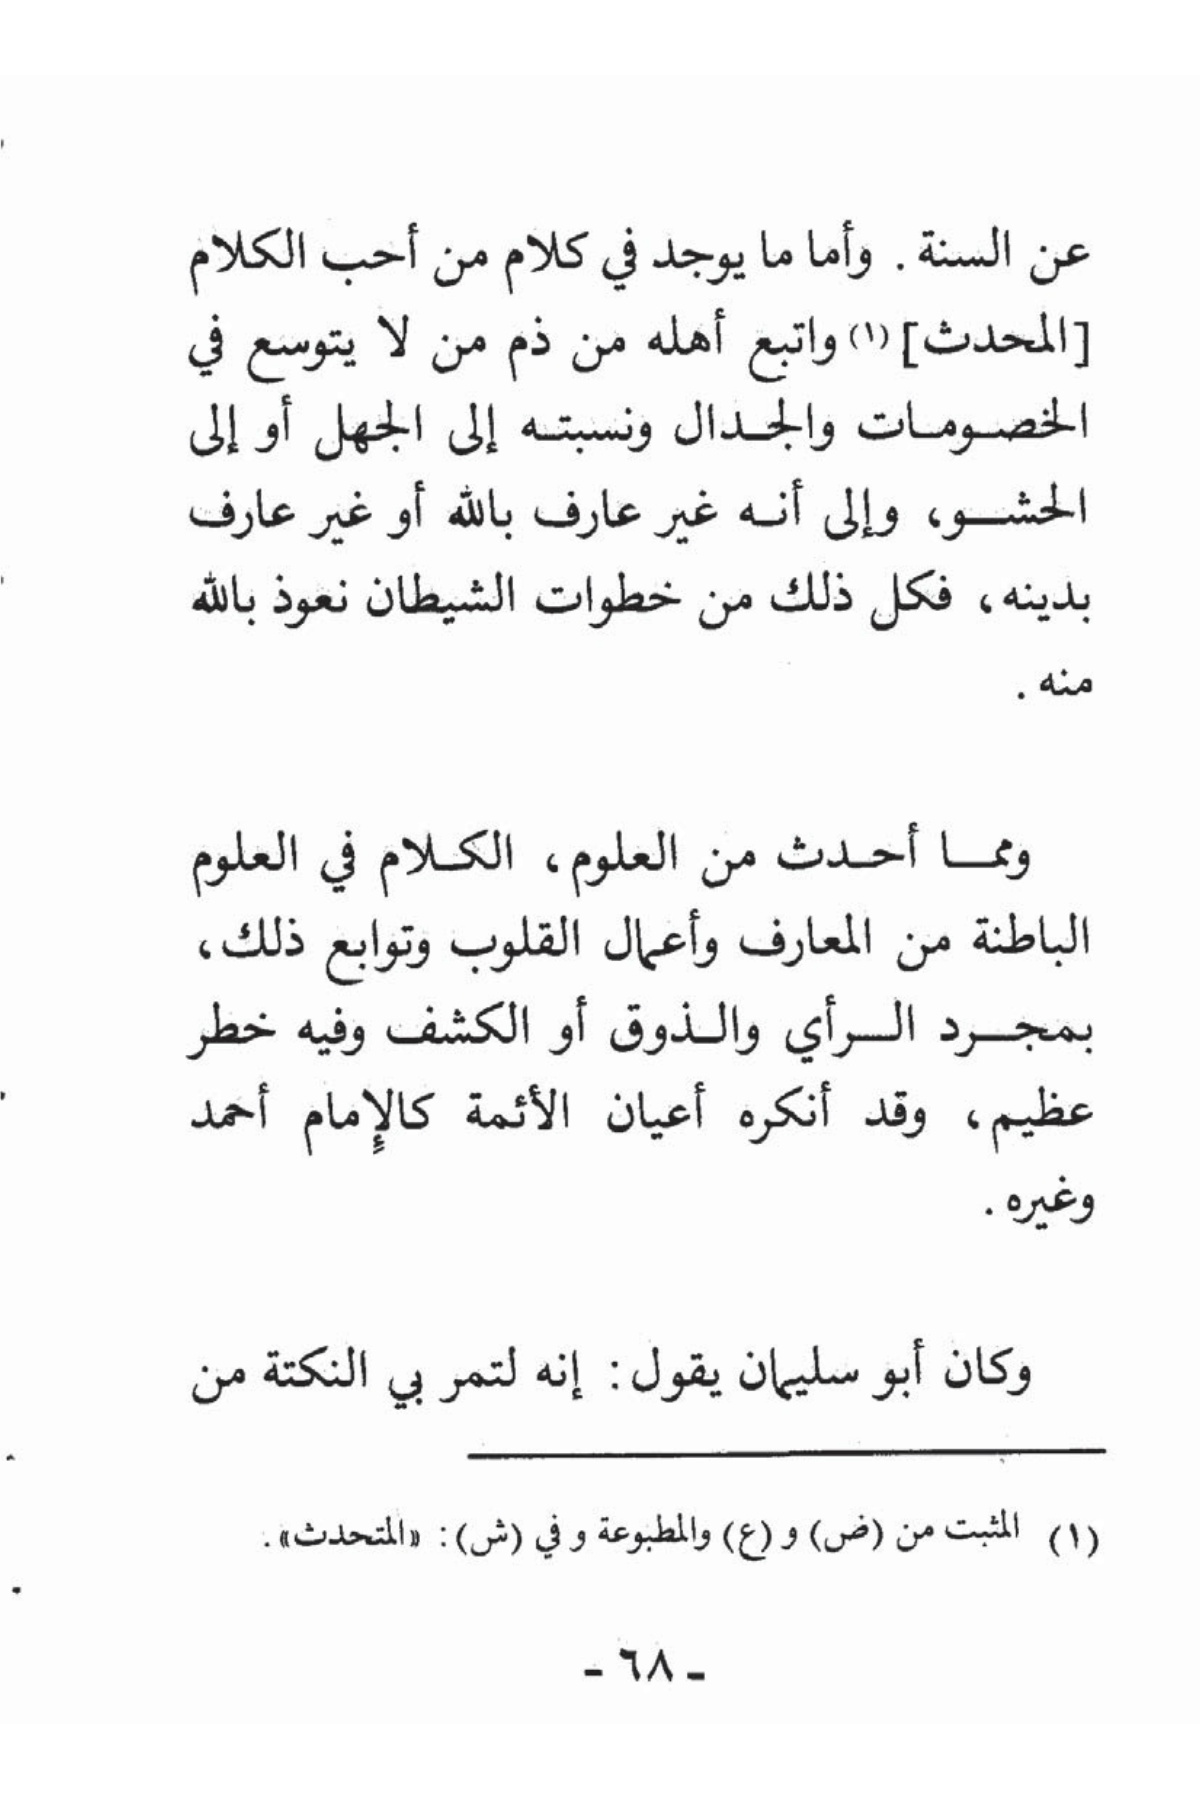 عن السنة . وأما ما يوجد في كلام من أحب الكلام
[المحدث] (١) واتبع أهله من ذم من لا يتوسع في
الخصومات والجدال ونسبته إلى الجهل أو إلى
الحشو، وإلى أنه غير عارف بالله أو غير عارف
بدينه، فكل ذلك من خطوات الشيطان نعوذ بالله
منه .
ومما أحدث من العلوم، الكلام في العلوم
الباطنة من المعارف وأعمال القلوب وتوابع ذلك،
بمجرد الرأي والذوق أو الكشف وفيه خطر
عظيم، وقد أنكره أعيان الأئمة كالإمام أحمد
وغيره .
وكان أبو سليمان يقول: إنه لتمر بي النكتة من
(١) المثبت من (ض) و (ع) والمطبوعة و في (ش): «المتحدث».
- ٦٨ -